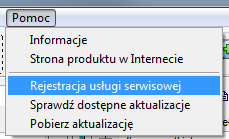 Pomoc
Informacje
Strona produktu w Internecie
Rejestracja usługi serwisowej
Sprawdź dostępne aktualizacje
Pobierz aktualizację